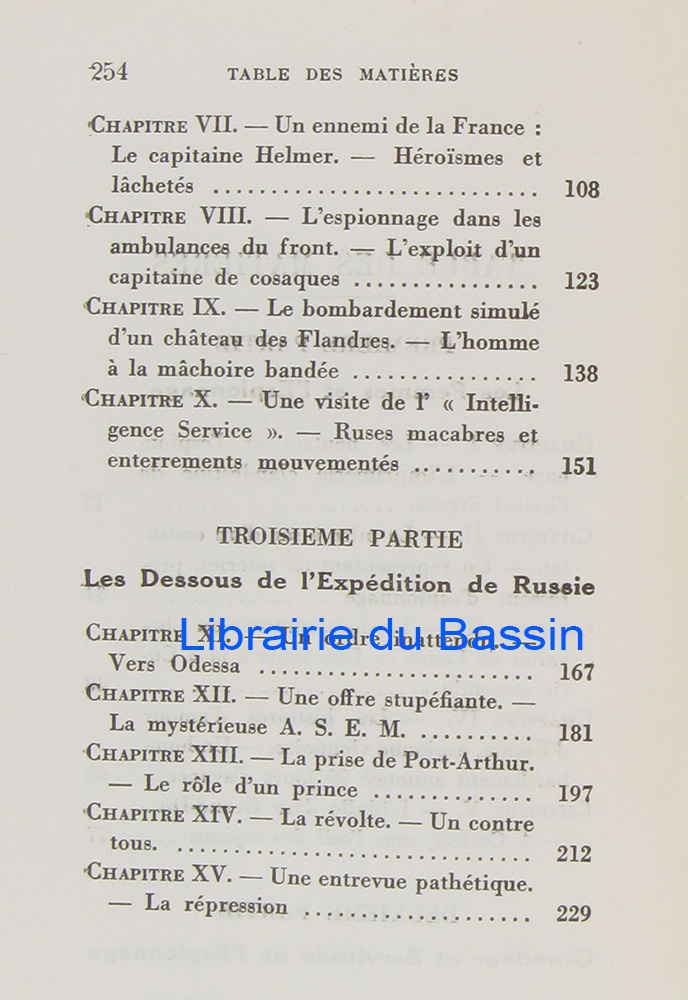 254 TABLE DES MATIÈRES
CHAPITRE VII. — Un ennemi de la France :
Le capitaine Helmer. — Héroïsmes et
lâchetés ............................. 108
CHAPITRE VIII. — L'espionnage dans les
ambulances du front. — L'exploit d'un
capitaine de cosaques ................ 123
CHAPITRE IX. — Le bombardement simulé
d'un château des Flandres. — L'homme
à la mâchoire bandée ................ 138
CHAPITRE X. — Une visite de l' « Intelli-
gence Service ». — Ruses macabres et
enterrements mouvementés ........... 151
TROISIEME PARTIE
Les Dessous de l'Expédition de Russie
CHAPITRE XI. — Un ordre inattendu. —
Librairie du Bassin
Vers Odessa ........................ 167
CHAPITRE XII. — Une offre stupéfiante. —
La mystérieuse A. S. E. M. .......... 181
CHAPITRE XIII. — La prise de Port-Arthur.
— Le rôle d'un prince .............. 197
CHAPITRE XIV. — La révolte. — Un contre
tous. ................................ 212
CHAPITRE XV. — Une entrevue pathétique.
— La répression .................... 229